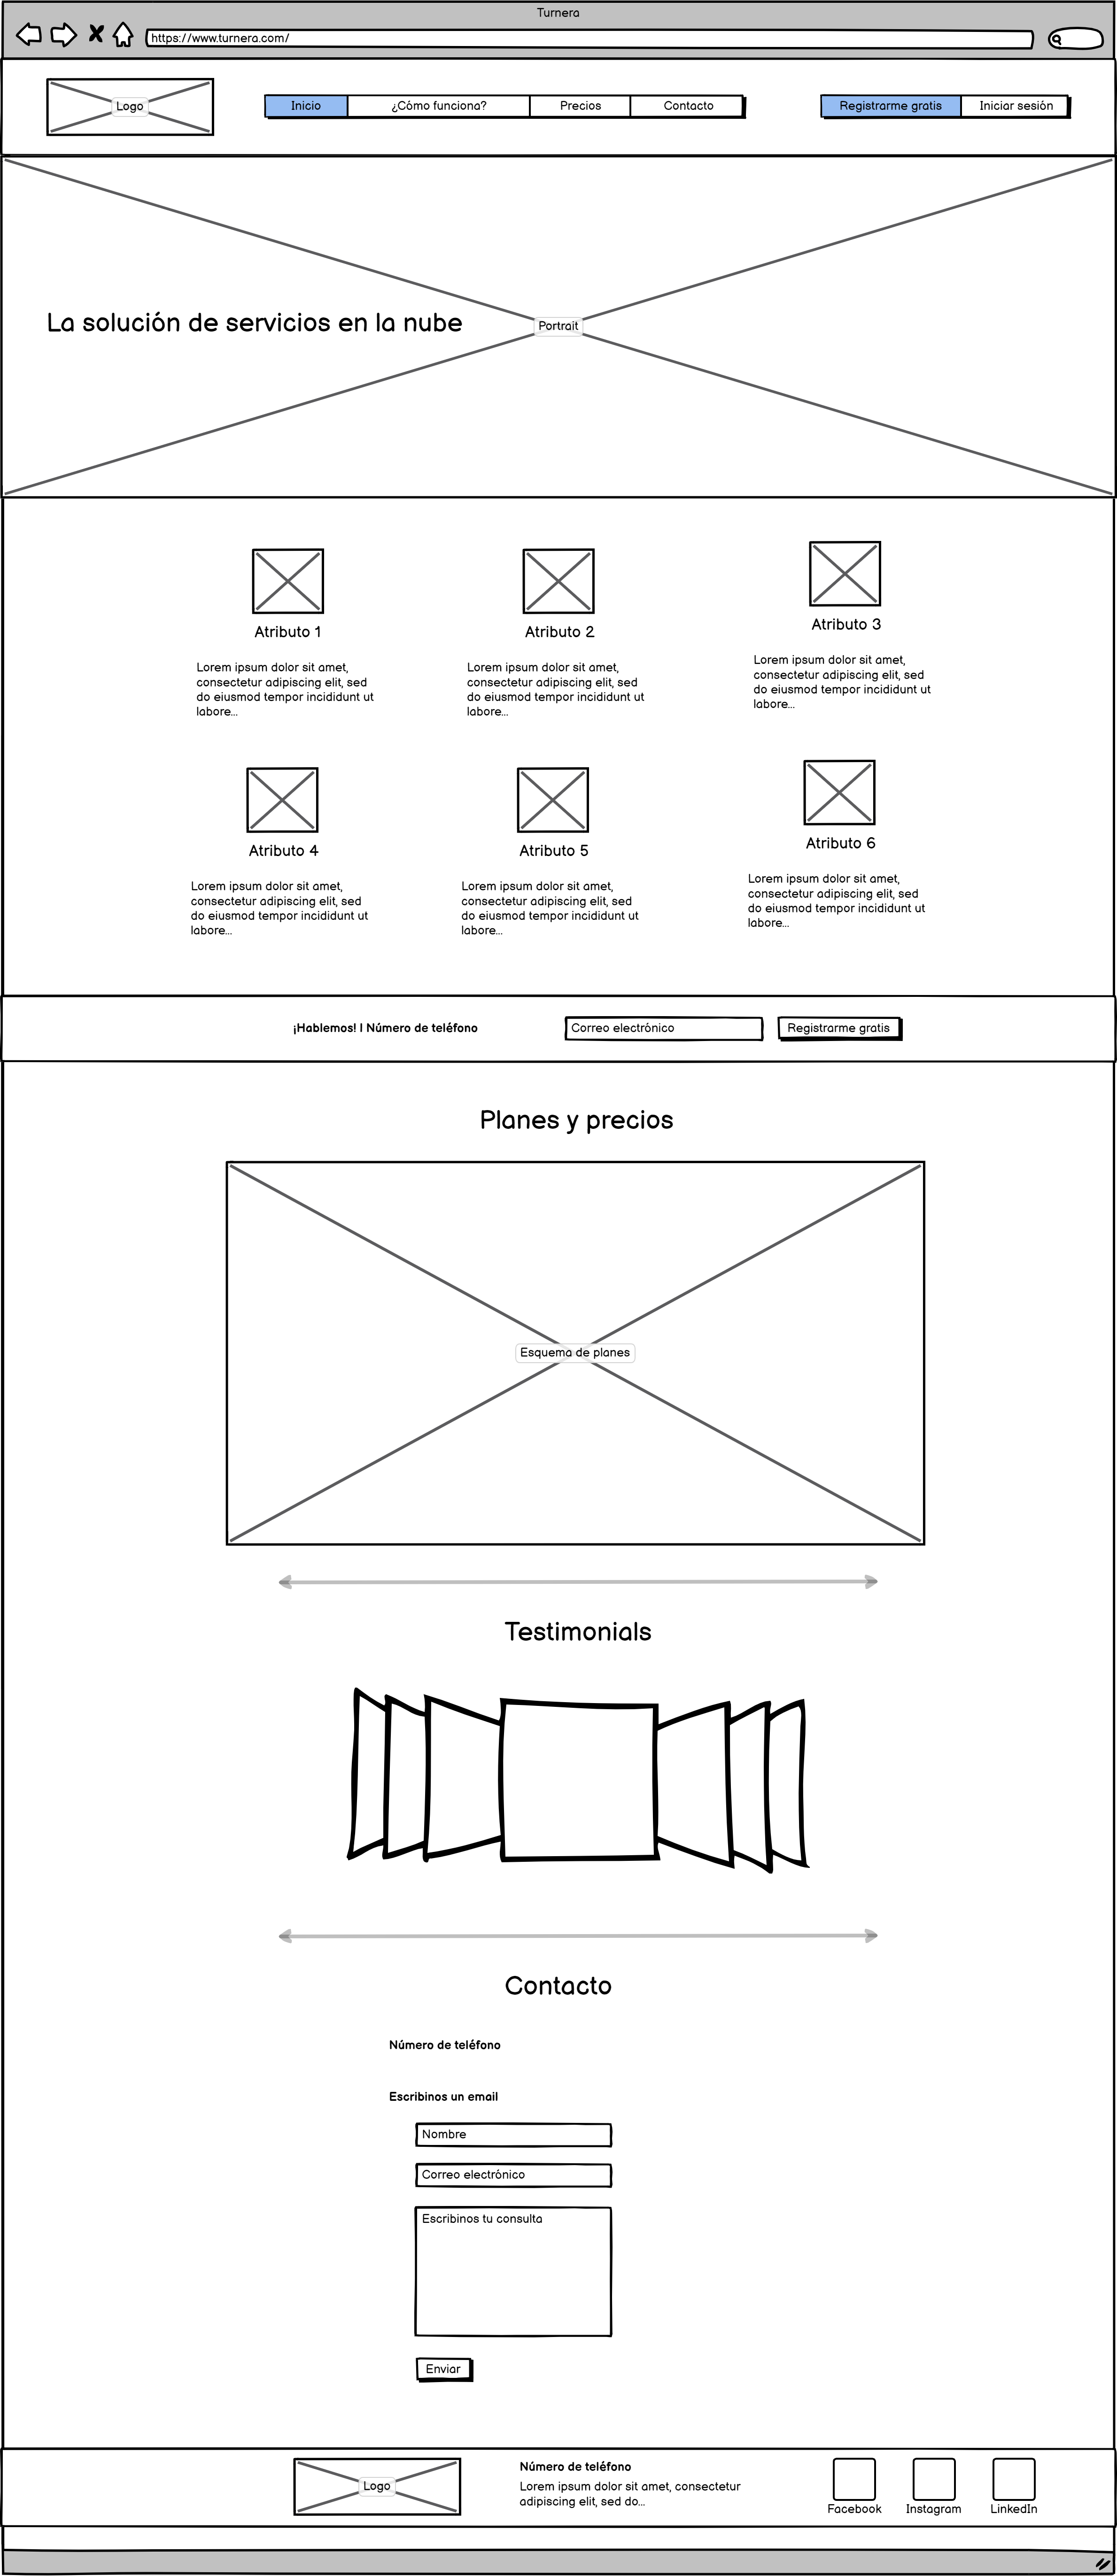 Turnera
https://www.turnera.com/
Logo
Inicio
¿Cómo funciona?
Precios
Contacto
Registrarme gratis
Iniciar sesión
La solución de servicios en la nube
Portrait
Atributo 1
Lorem ipsum dolor sit amet,
consectetur adipiscing elit, sed
do eiusmod tempor incididunt ut
labore...
Atributo 2
Lorem ipsum dolor sit amet,
consectetur adipiscing elit, sed
do eiusmod tempor incididunt ut
labore...
Atributo 3
Lorem ipsum dolor sit amet,
consectetur adipiscing elit, sed
do eiusmod tempor incididunt ut
labore...
Atributo 4
Lorem ipsum dolor sit amet,
consectetur adipiscing elit, sed
do eiusmod tempor incididunt ut
labore...
Atributo 5
Lorem ipsum dolor sit amet,
consectetur adipiscing elit, sed
do eiusmod tempor incididunt ut
labore...
Atributo 6
Lorem ipsum dolor sit amet,
consectetur adipiscing elit, sed
do eiusmod tempor incididunt ut
labore...
¡Hablemos! | Número de teléfono
Correo electrónico
Registrarme gratis
Planes y precios
Esquema de planes
Testimonials
Contacto
Número de teléfono
Escribinos un email
Nombre
Correo electrónico
Escribinos tu consulta
Enviar
Logo
Número de teléfono
Lorem ipsum dolor sit amet, consectetur
adipiscing elit, sed do...
Facebook
Instagram
LinkedIn